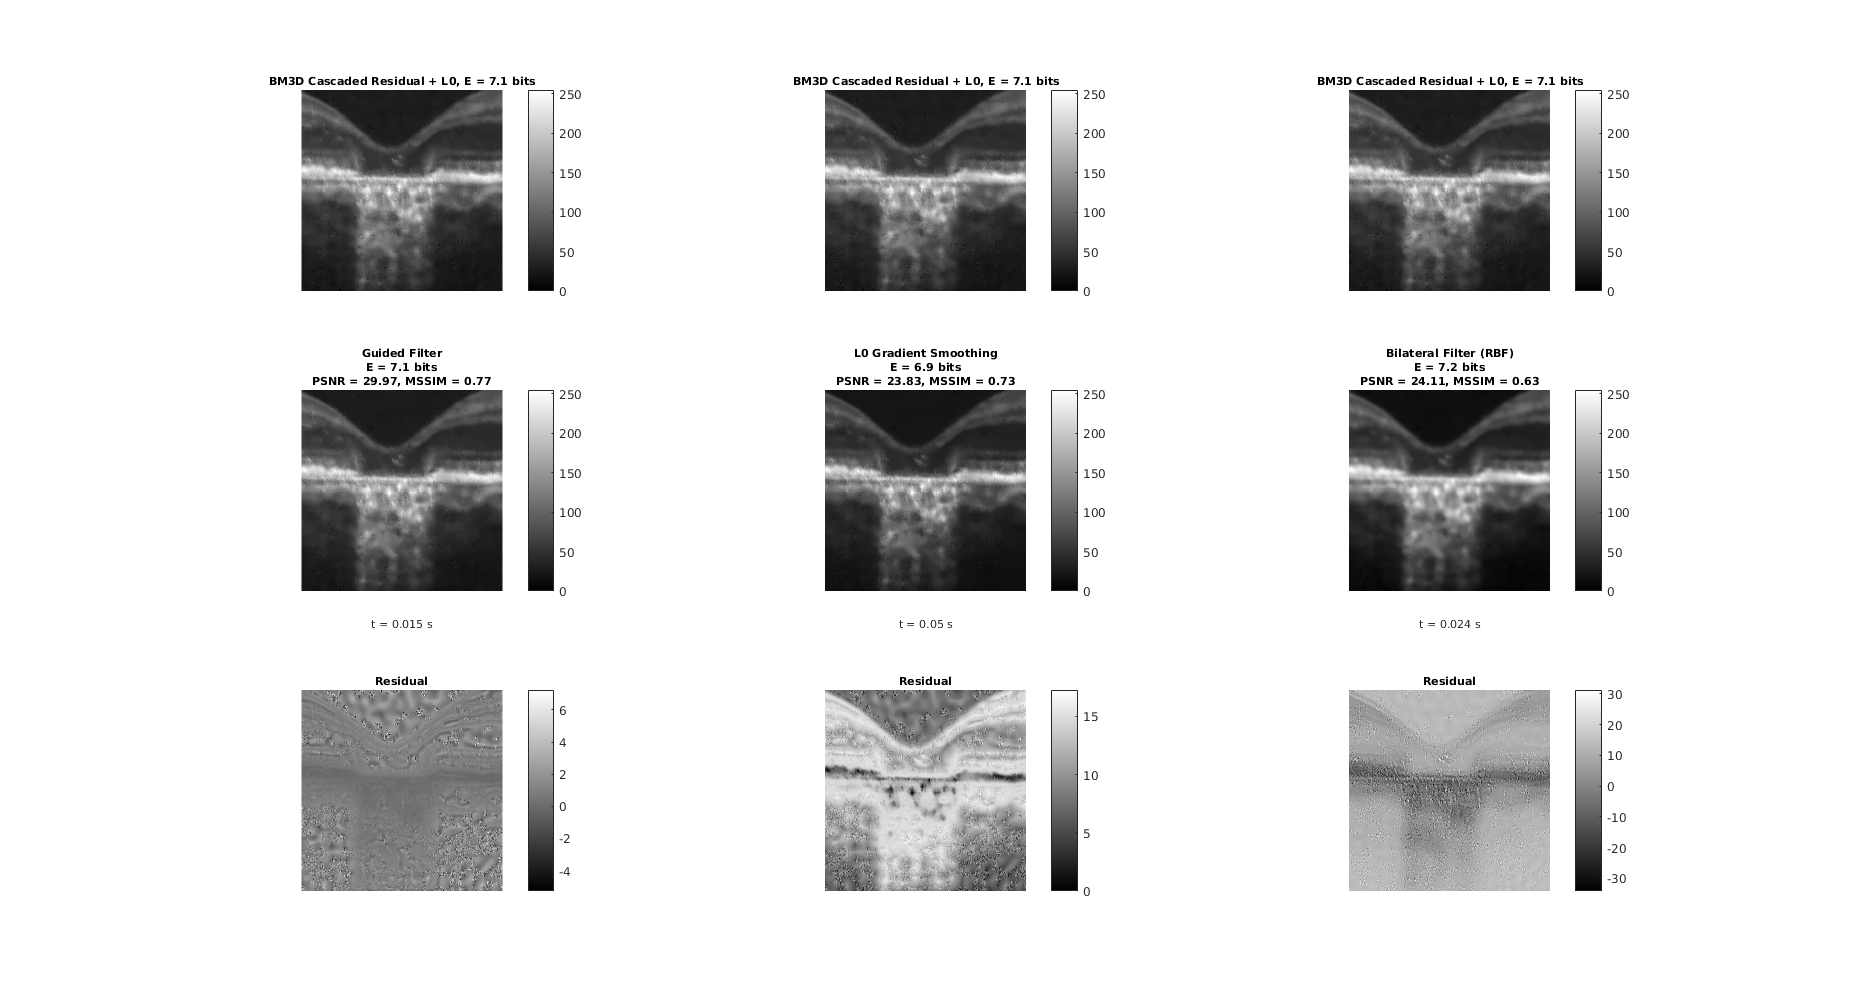 BM3D Cascaded Residual + L0, E = 7.1 bits
250
200
150
100
50
0
BM3D Cascaded Residual + L0, E = 7.1 bits
250
200
150
100
50
0
BM3D Cascaded Residual + L0, E = 7.1 bits
250
200
150
100
50
0
Guided Filter
E = 7.1 bits
PSNR = 29.97, MSSIM = 0.77
250
200
150
100
50
0
t = 0.015 s
L0 Gradient Smoothing
E = 6.9 bits
PSNR = 23.83, MSSIM = 0.73
250
200
150
100
50
0
t = 0.05 s
Bilateral Filter (RBF)
E = 7.2 bits
PSNR = 24.11, MSSIM = 0.63
250
200
150
100
50
0
t = 0.024 s
Residual
6
4
2
0
-2
-4
Residual
15
10
5
0
Residual
30
20
10
0
-10
-20
-30